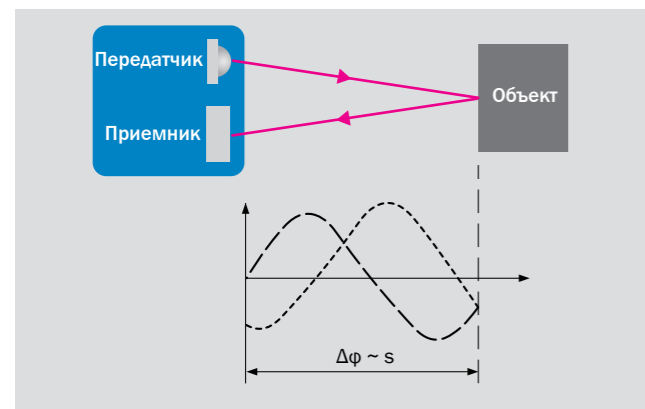 Передатчик
Приемник
Объект
Δφ ~ s